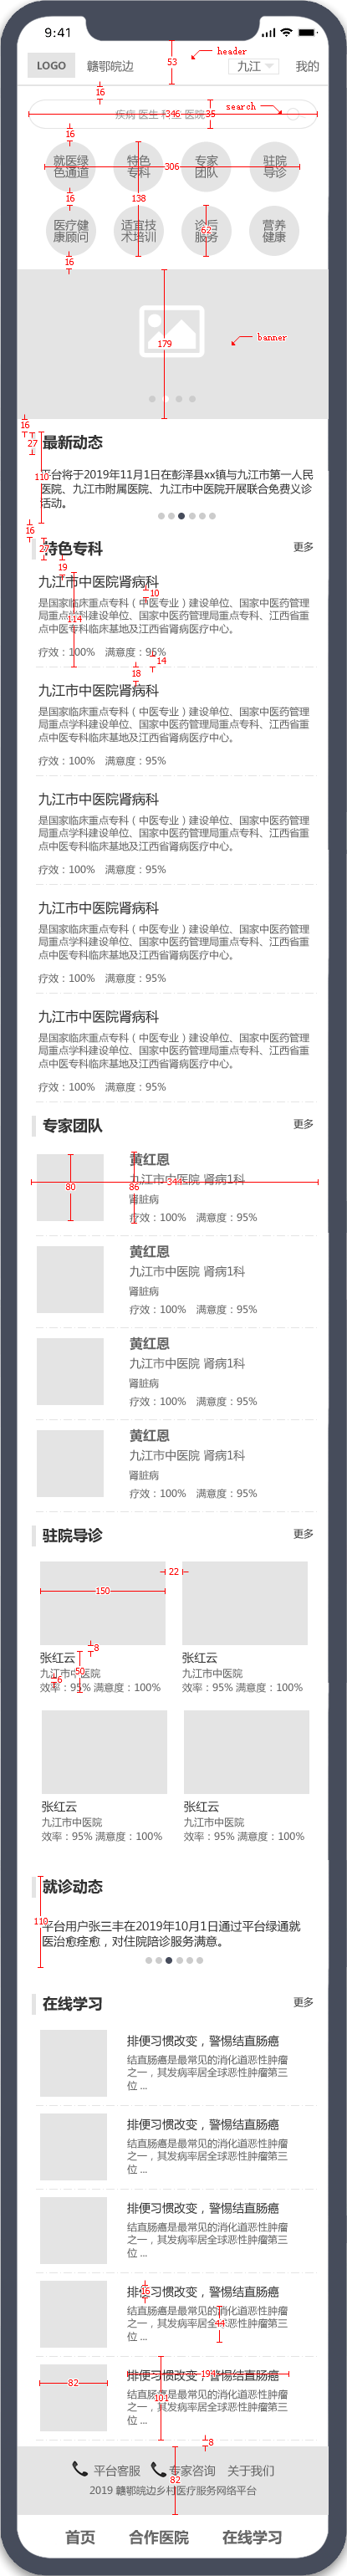 9:41
header
LOGO
赣鄂皖边
53
九江
我的
16
search
疾病 医生 科室 医院
346
35
16
就医绿
色通道
特色
专科
专家
团队
驻院
导诊
306
16
138
医疗健
康顾问
适宜技
术培训
诊后
服务
62
营养
健康
16
179
banner
16
27
最新动态
110
平台将于2019年11月1日在彭泽县xx镇与九江市第一人民
医院、九江市附属医院、九江市中医院开展联合免费义诊
活动。
16
27
特色专科
更多
19
九江市中医院肾病科
10
是国家临床重点专科（中医专业）建设单位、国家中医药管理
局重点学科建设单位、国家中医药管理局重点专科、江西省重
点中医专科临床基地及江西省肾病医疗中心。
114
疗效：100% 满意度：95%
14
18
九江市中医院肾病科
是国家临床重点专科（中医专业）建设单位、国家中医药管理
局重点学科建设单位、国家中医药管理局重点专科、江西省重
点中医专科临床基地及江西省肾病医疗中心。
疗效：100% 满意度：95%
九江市中医院肾病科
是国家临床重点专科（中医专业）建设单位、国家中医药管理
局重点学科建设单位、国家中医药管理局重点专科、江西省重
点中医专科临床基地及江西省肾病医疗中心。
疗效：100% 满意度：95%
九江市中医院肾病科
是国家临床重点专科（中医专业）建设单位、国家中医药管理
局重点学科建设单位、国家中医药管理局重点专科、江西省重
点中医专科临床基地及江西省肾病医疗中心。
疗效：100% 满意度：95%
九江市中医院肾病科
是国家临床重点专科（中医专业）建设单位、国家中医药管理
局重点学科建设单位、国家中医药管理局重点专科、江西省重
点中医专科临床基地及江西省肾病医疗中心。
疗效：100% 满意度：95%
专家团队
更多
黄红恩
九江市中医院 肾病1科
80
86
肾脏病
疗效：100% 满意度：95%
黄红恩
九江市中医院 肾病1科
肾脏病
疗效：100% 满意度：95%
黄红恩
九江市中医院 肾病1科
肾脏病
疗效：100% 满意度：95%
黄红恩
九江市中医院 肾病1科
肾脏病
疗效：100% 满意度：95%
驻院导诊
更多
22
150
8
张红云
九江市中医院
50
6
效率：95% 满意度：100%
张红云
九江市中医院
效率：95% 满意度：100%
张红云
九江市中医院
效率：95% 满意度：100%
张红云
九江市中医院
效率：95% 满意度：100%
就诊动态
110
平台用户张三丰在2019年10月1日通过平台绿通就
医治愈痊愈，对住院陪诊服务满意。
在线学习
更多
排便习惯改变，警惕结直肠癌
结直肠癌是最常见的消化道恶性肿瘤
之一，其发病率居全球恶性肿瘤第三
位 ...
排便习惯改变，警惕结直肠癌
结直肠癌是最常见的消化道恶性肿瘤
之一，其发病率居全球恶性肿瘤第三
位 ...
排便习惯改变，警惕结直肠癌
结直肠癌是最常见的消化道恶性肿瘤
之一，其发病率居全球恶性肿瘤第三
位 ...
16
排便习惯改变，警惕结直肠癌
结直肠癌是最常见的消化道恶性肿瘤
之一，其发病率居全球恶性肿瘤第三
位 ...
44
排便习惯改变，警惕结直肠癌
82
101
结直肠癌是最常见的消化道恶性肿瘤
之一，其发病率居全球恶性肿瘤第三
位 ...
8
平台客服
专家咨询
关于我们
82
2019 赣鄂皖边乡村医疗服务网络平台
首页
合作医院
在线学习